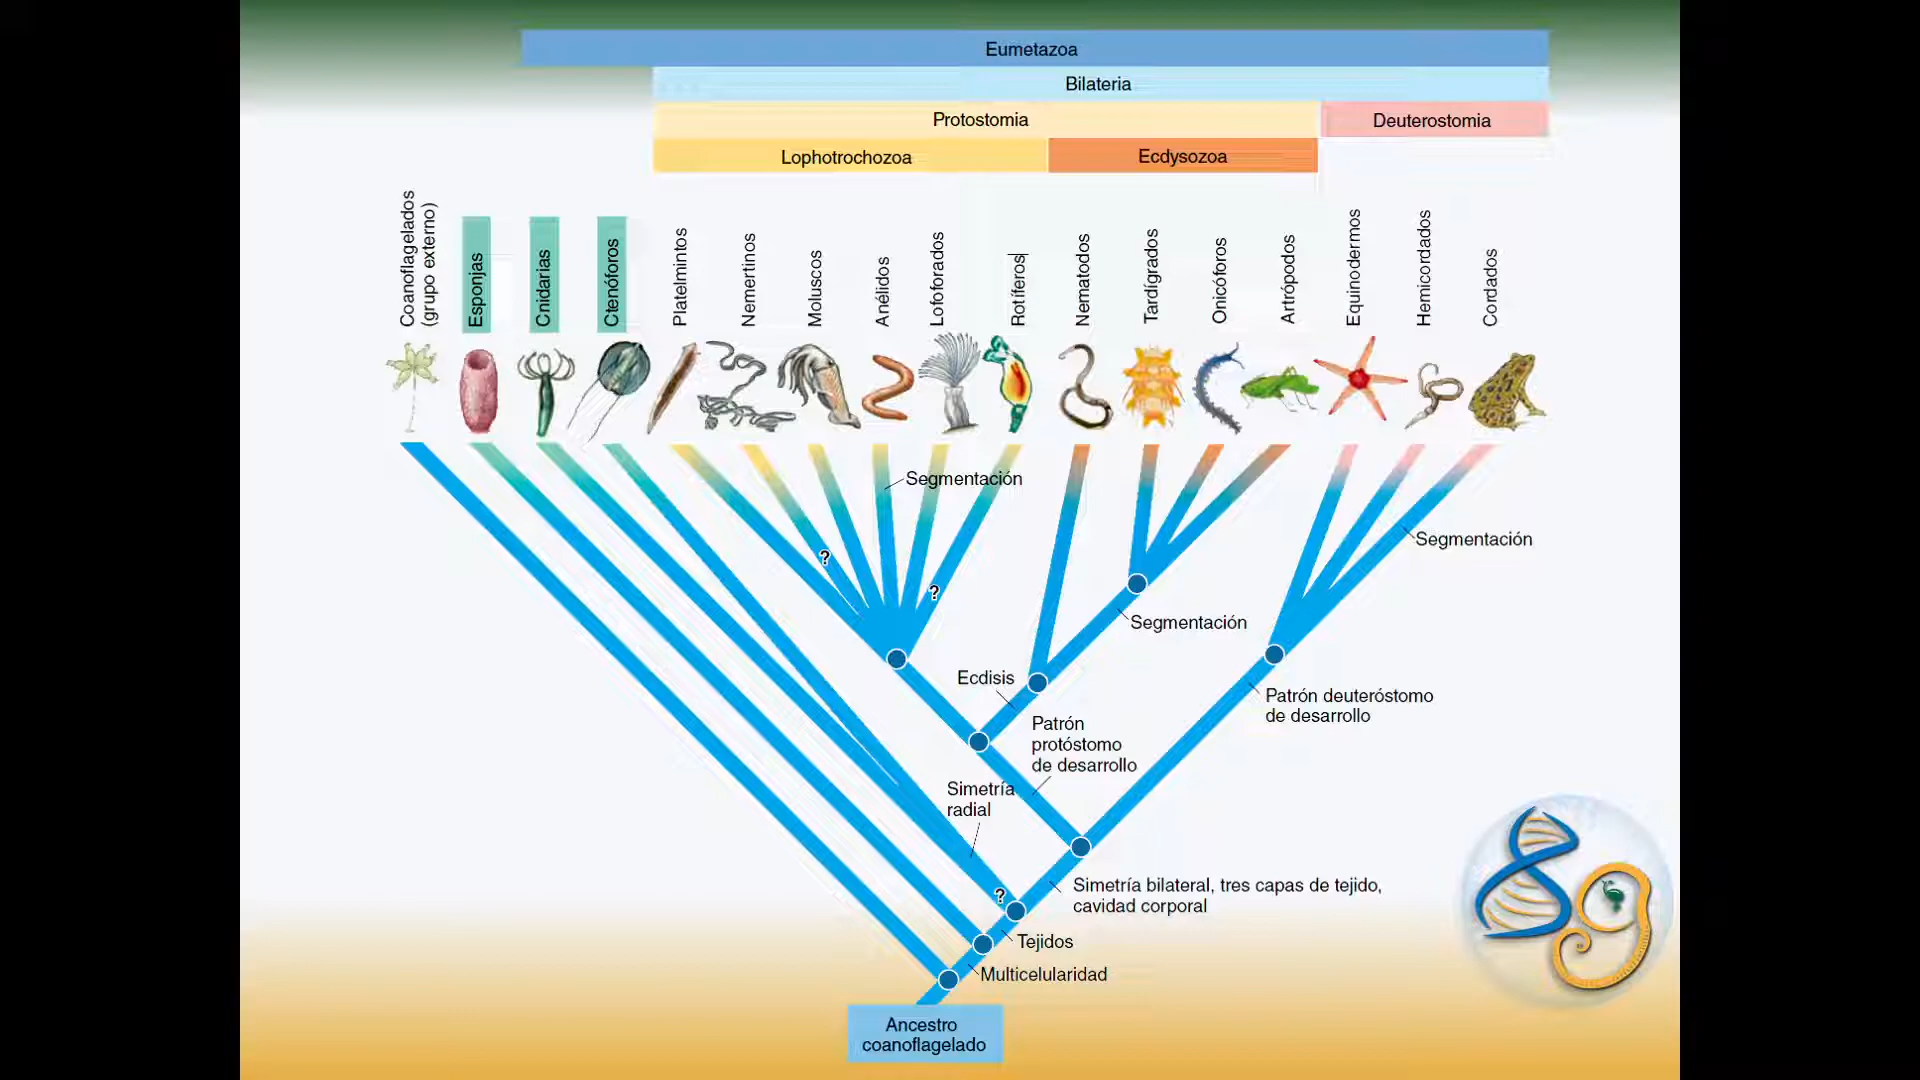 Eumetazoa
Bilateria
Protostomia
Deuterostomia
Lophotrochozoa
Ecdysozoa
Coanoflagelados
(grupo externo)
Esponjas
Cnidarias
Ctenóforos
Platelmintos
Nemertinos
Moluscos
Anélidos
Lofoforados
Rotíferos
Nematodos
Tardígrados
Onicóforos
Artrópodos
Equinodermos
Hemicordados
Cordados
Segmentación
Segmentación
?
?
Segmentación
Ecdisis
Patrón deuteróstomo
de desarrollo
Patrón
protóstomo
de desarrollo
Simetría
radial
?
Simetría bilateral, tres capas de tejido,
cavidad corporal
Tejidos
Multicelularidad
Ancestro
coanoflagelado